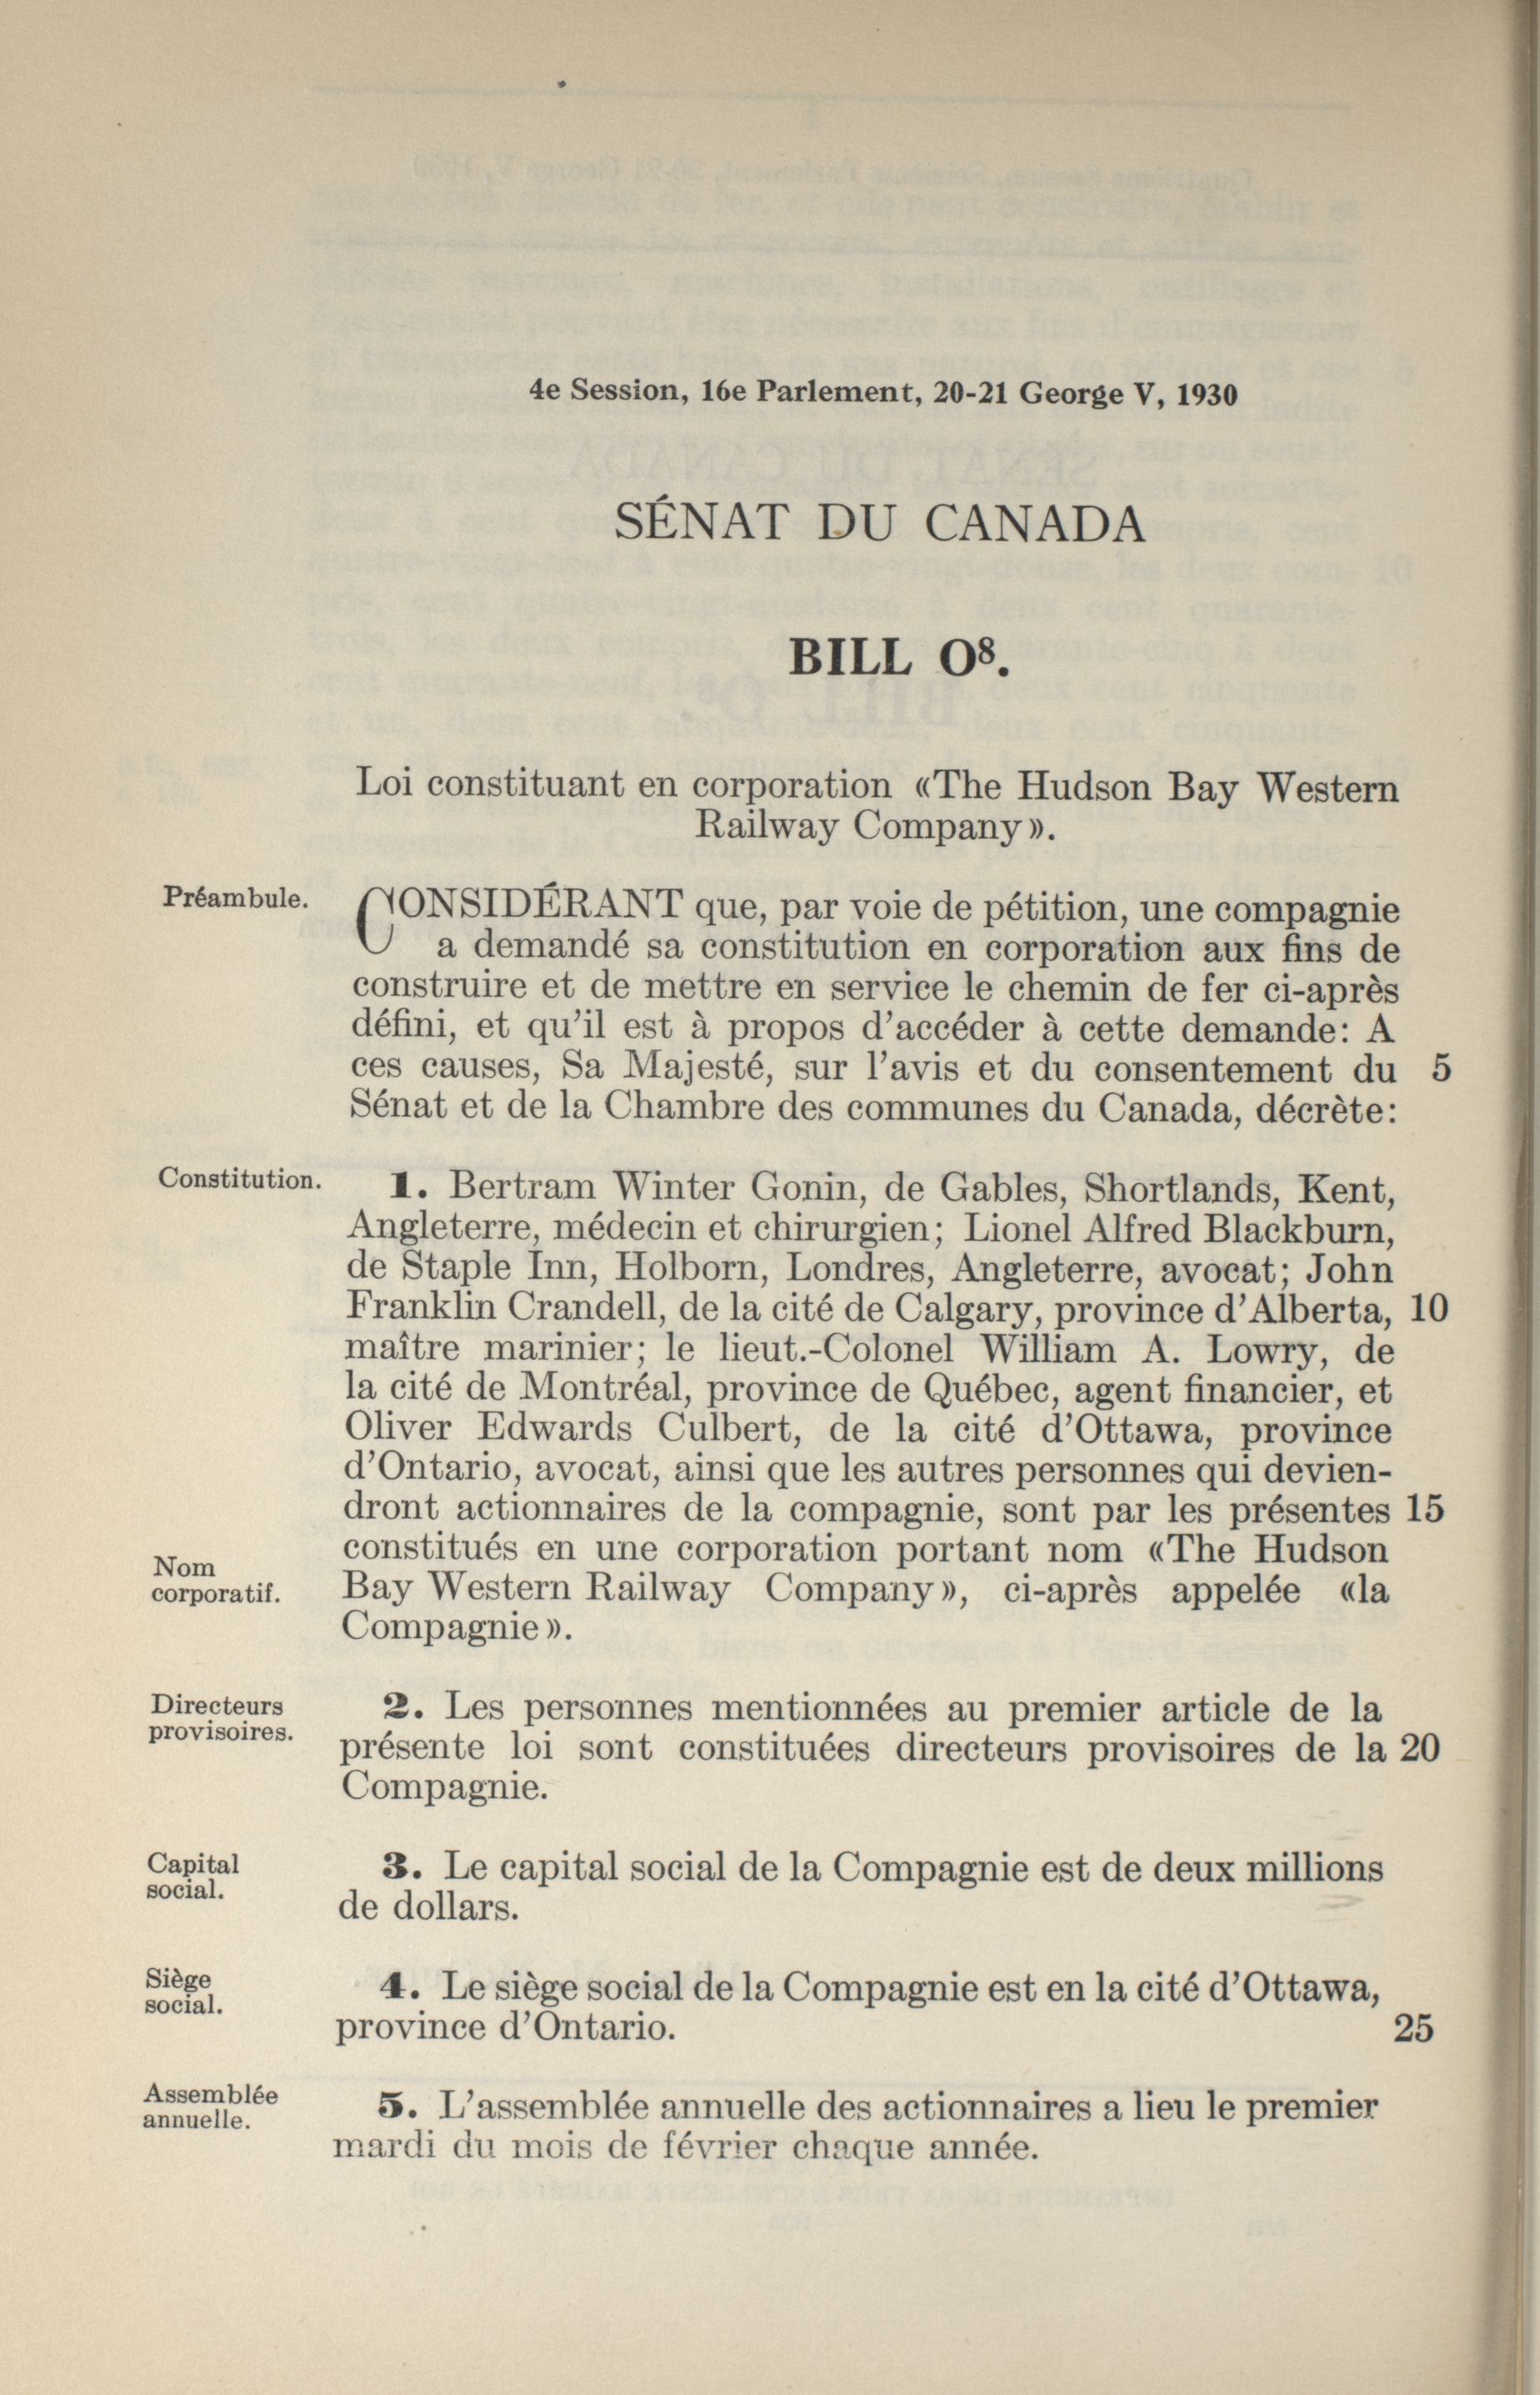 4e Session, 16e Parlement, 20-21 George V, 1930
SÉNAT DU CANADA
BILL O⁸.
Loi constituant en corporation «The Hudson Bay Western
Railway Company».
Préambule.
CONSIDÉRANT que, par voie de pétition, une compagnie
a demandé sa constitution en corporation aux fins de
construire et de mettre en service le chemin de fer ci-après
défini, et qu'il est à propos d'accéder à cette demande: A
ces causes, Sa Majesté, sur l'avis et du consentement du 5
Sénat et de la Chambre des communes du Canada, décrète:
Constitution.
1. Bertram Winter Gonin, de Gables, Shortlands, Kent,
Angleterre, médecin et chirurgien; Lionel Alfred Blackburn,
de Staple Inn, Holborn, Londres, Angleterre, avocat; John
Franklin Crandell, de la cité de Calgary, province d'Alberta, 10
maître marinier; le lieut.-Colonel William A. Lowry, de
la cité de Montréal, province de Québec, agent financier, et
Oliver Edwards Culbert, de la cité d'Ottawa, province
d'Ontario, avocat, ainsi que les autres personnes qui devien-
dront actionnaires de la compagnie, sont par les présentes 15
constitués en une corporation portant nom «The Hudson
Bay Western Railway Company», ci-après appelée «la
Compagnie».
Nom
corporatif.
Directeurs
provisoires.
2. Les personnes mentionnées au premier article de la
présente loi sont constituées directeurs provisoires de la 20
Compagnie.
Capital
social.
3. Le capital social de la Compagnie est de deux millions
de dollars.
Siège
social.
4. Le siège social de la Compagnie est en la cité d'Ottawa,
province d'Ontario. 25
Assemblée
annuelle.
5. L'assemblée annuelle des actionnaires a lieu le premier
mardi du mois de février chaque année.